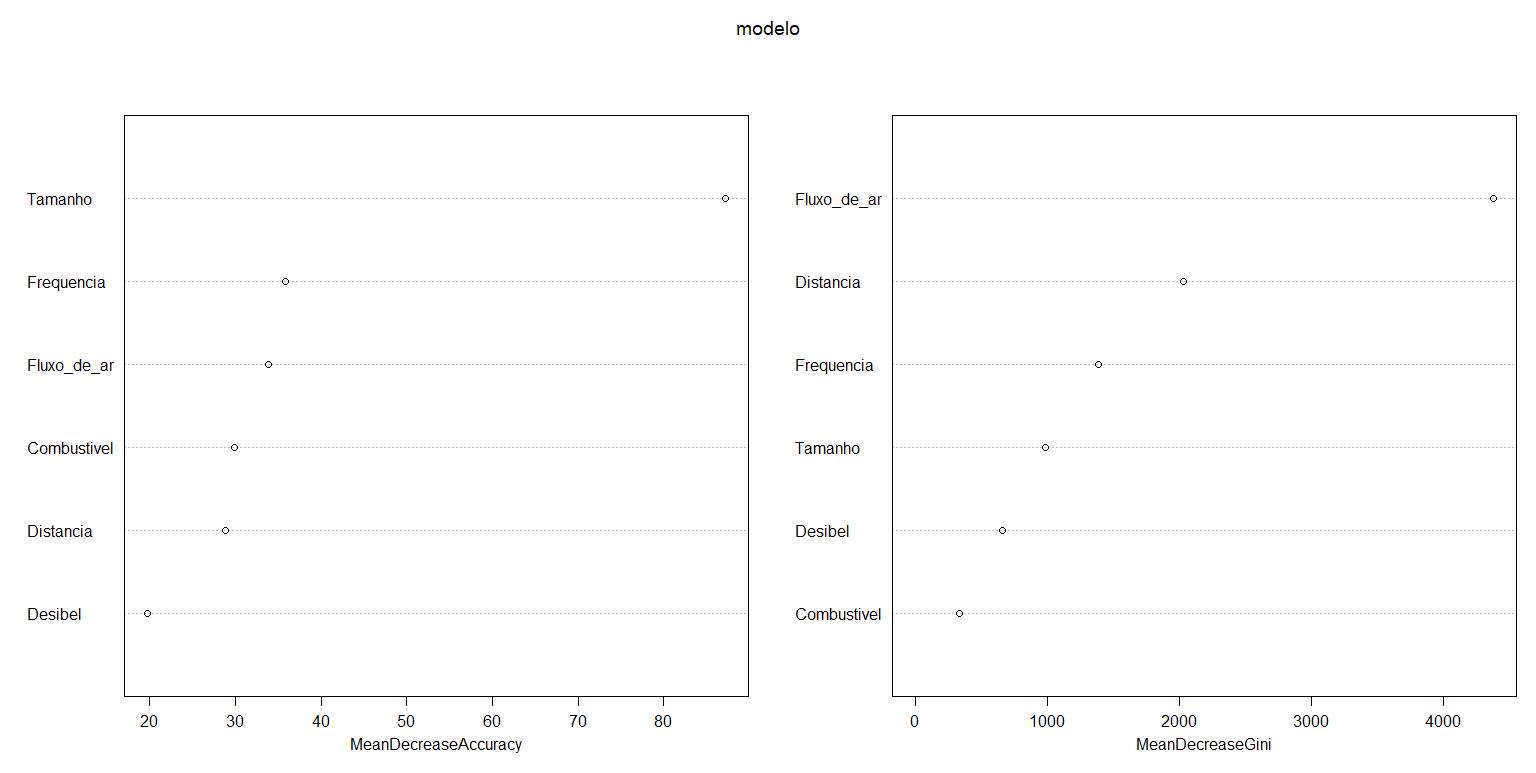 modelo
Tamanho
Frequencia
Fluxo_de_ar
Combustivel
Distancia
Desibel
20 30 40 50 60 70 80
MeanDecreaseAccuracy
Fluxo_de_ar
Distancia
Frequencia
Tamanho
Desibel
Combustivel
0 1000 2000 3000 4000
MeanDecreaseGini